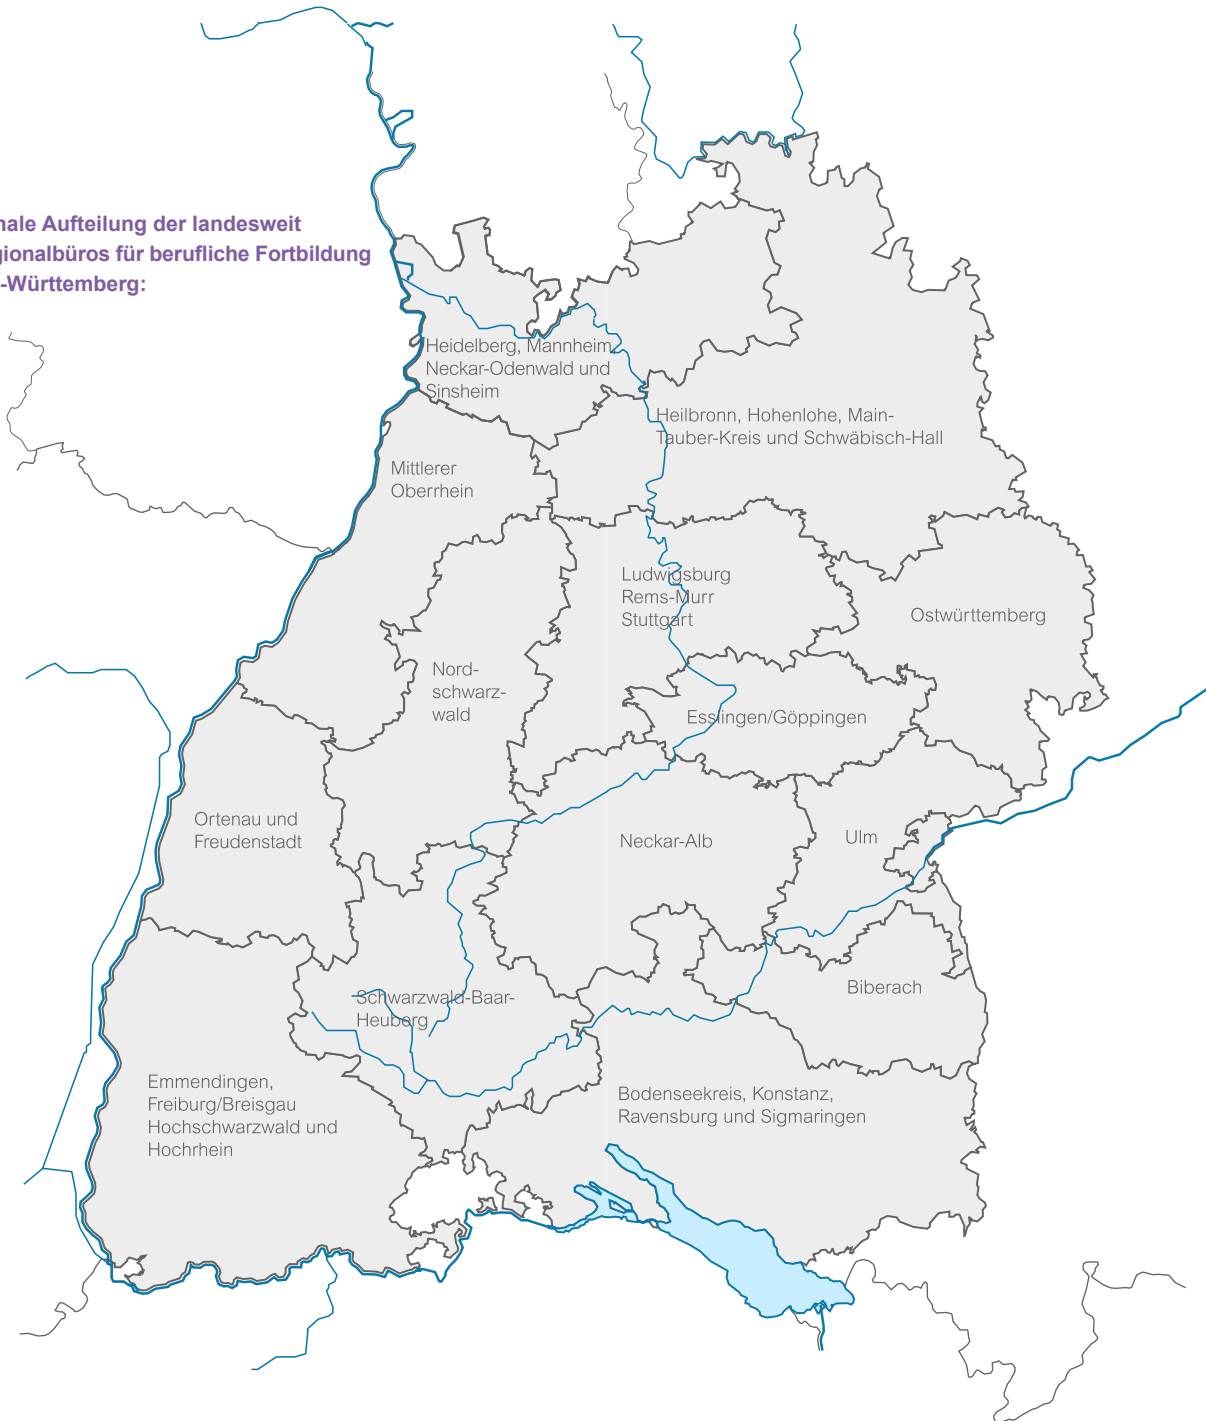 nale Aufteilung der landesweit
gionalbüros für berufliche Fortbildung
-Württemberg:
Heidelberg, Mannheim,
Neckar-Odenwald und
Sinsheim
Heilbronn, Hohenlohe, Main-
Tauber-Kreis und Schwäbisch-Hall
Mittlerer
Oberrhein
Ludwigsburg
Rems-Murr
Stuttgart
Ostwürttemberg
Nord-
schwarz-
wald
Esslingen/Göppingen
Ortenau und
Freudenstadt
Neckar-Alb
Ulm
Schwarzwald-Baar-
Heuberg
Biberach
Emmendingen,
Freiburg/Breisgau
Hochschwarzwald und
Hochrhein
Bodenseekreis, Konstanz,
Ravensburg und Sigmaringen